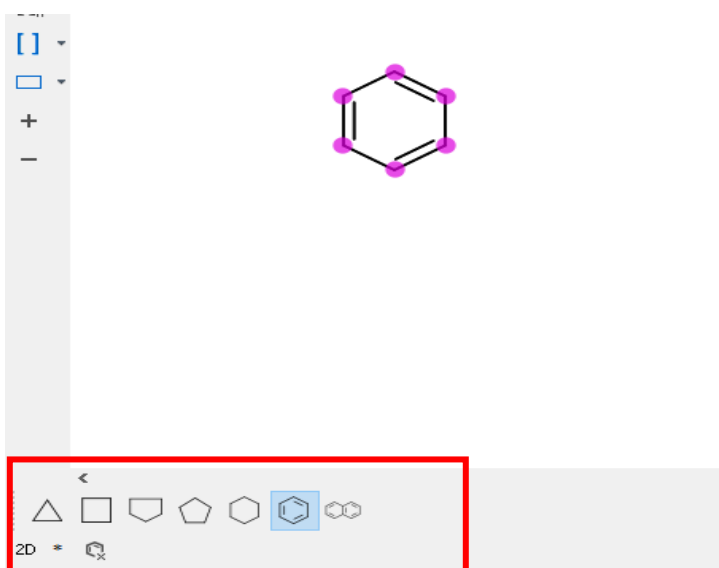 [ ]
+
−
<
2D *